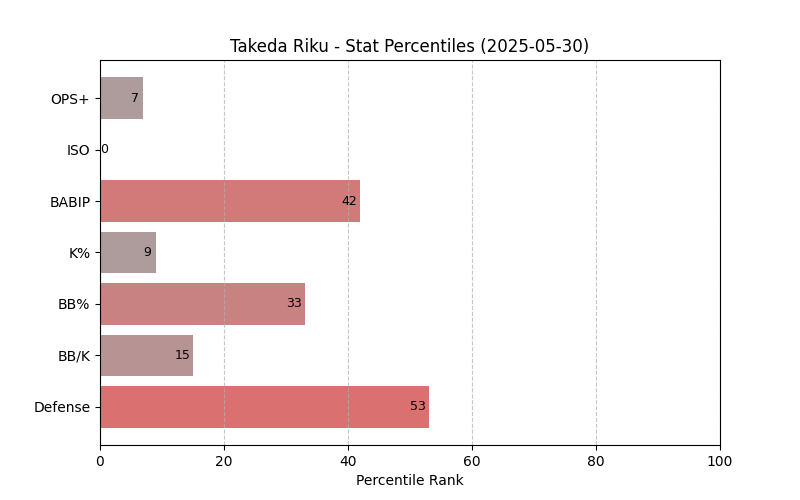 Takeda Riku - Stat Percentiles (2025-05-30)
OPS+ 7
ISO 0
BABIP 42
K% 9
BB% 33
BB/K 15
Defense 53
0 20 40 60 80 100
Percentile Rank